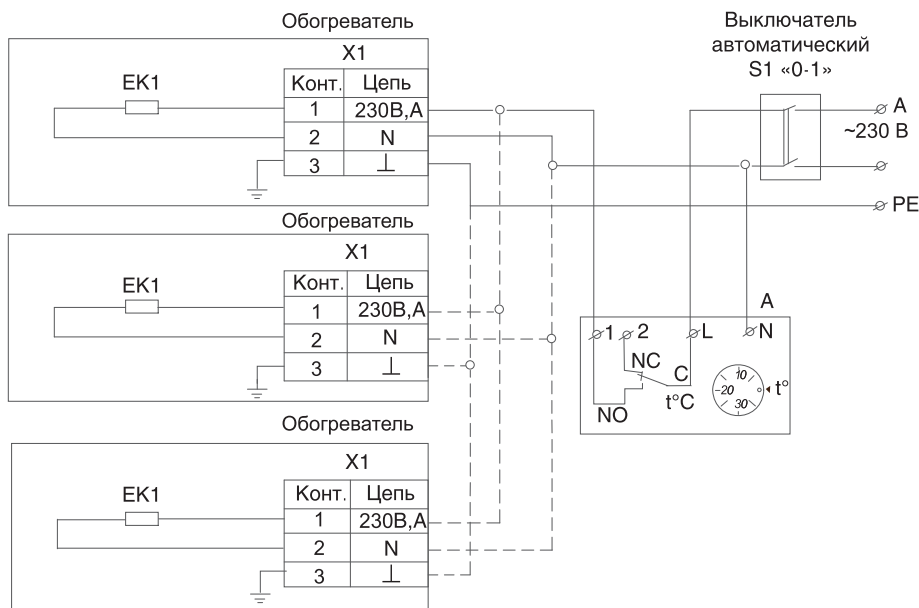 Обогреватель
X1
EK1
Конт. Цепь
1 230В,А
2 N
3 ⊥
Выключатель
автоматический
S1 «0-1»
А
~230 В
PE
Обогреватель
X1
EK1
Конт. Цепь
1 230В,А
2 N
3 ⊥
А
1 2 L N
NC
C
t°C
NO
10
-20
30
t°
Обогреватель
X1
EK1
Конт. Цепь
1 230В,А
2 N
3 ⊥